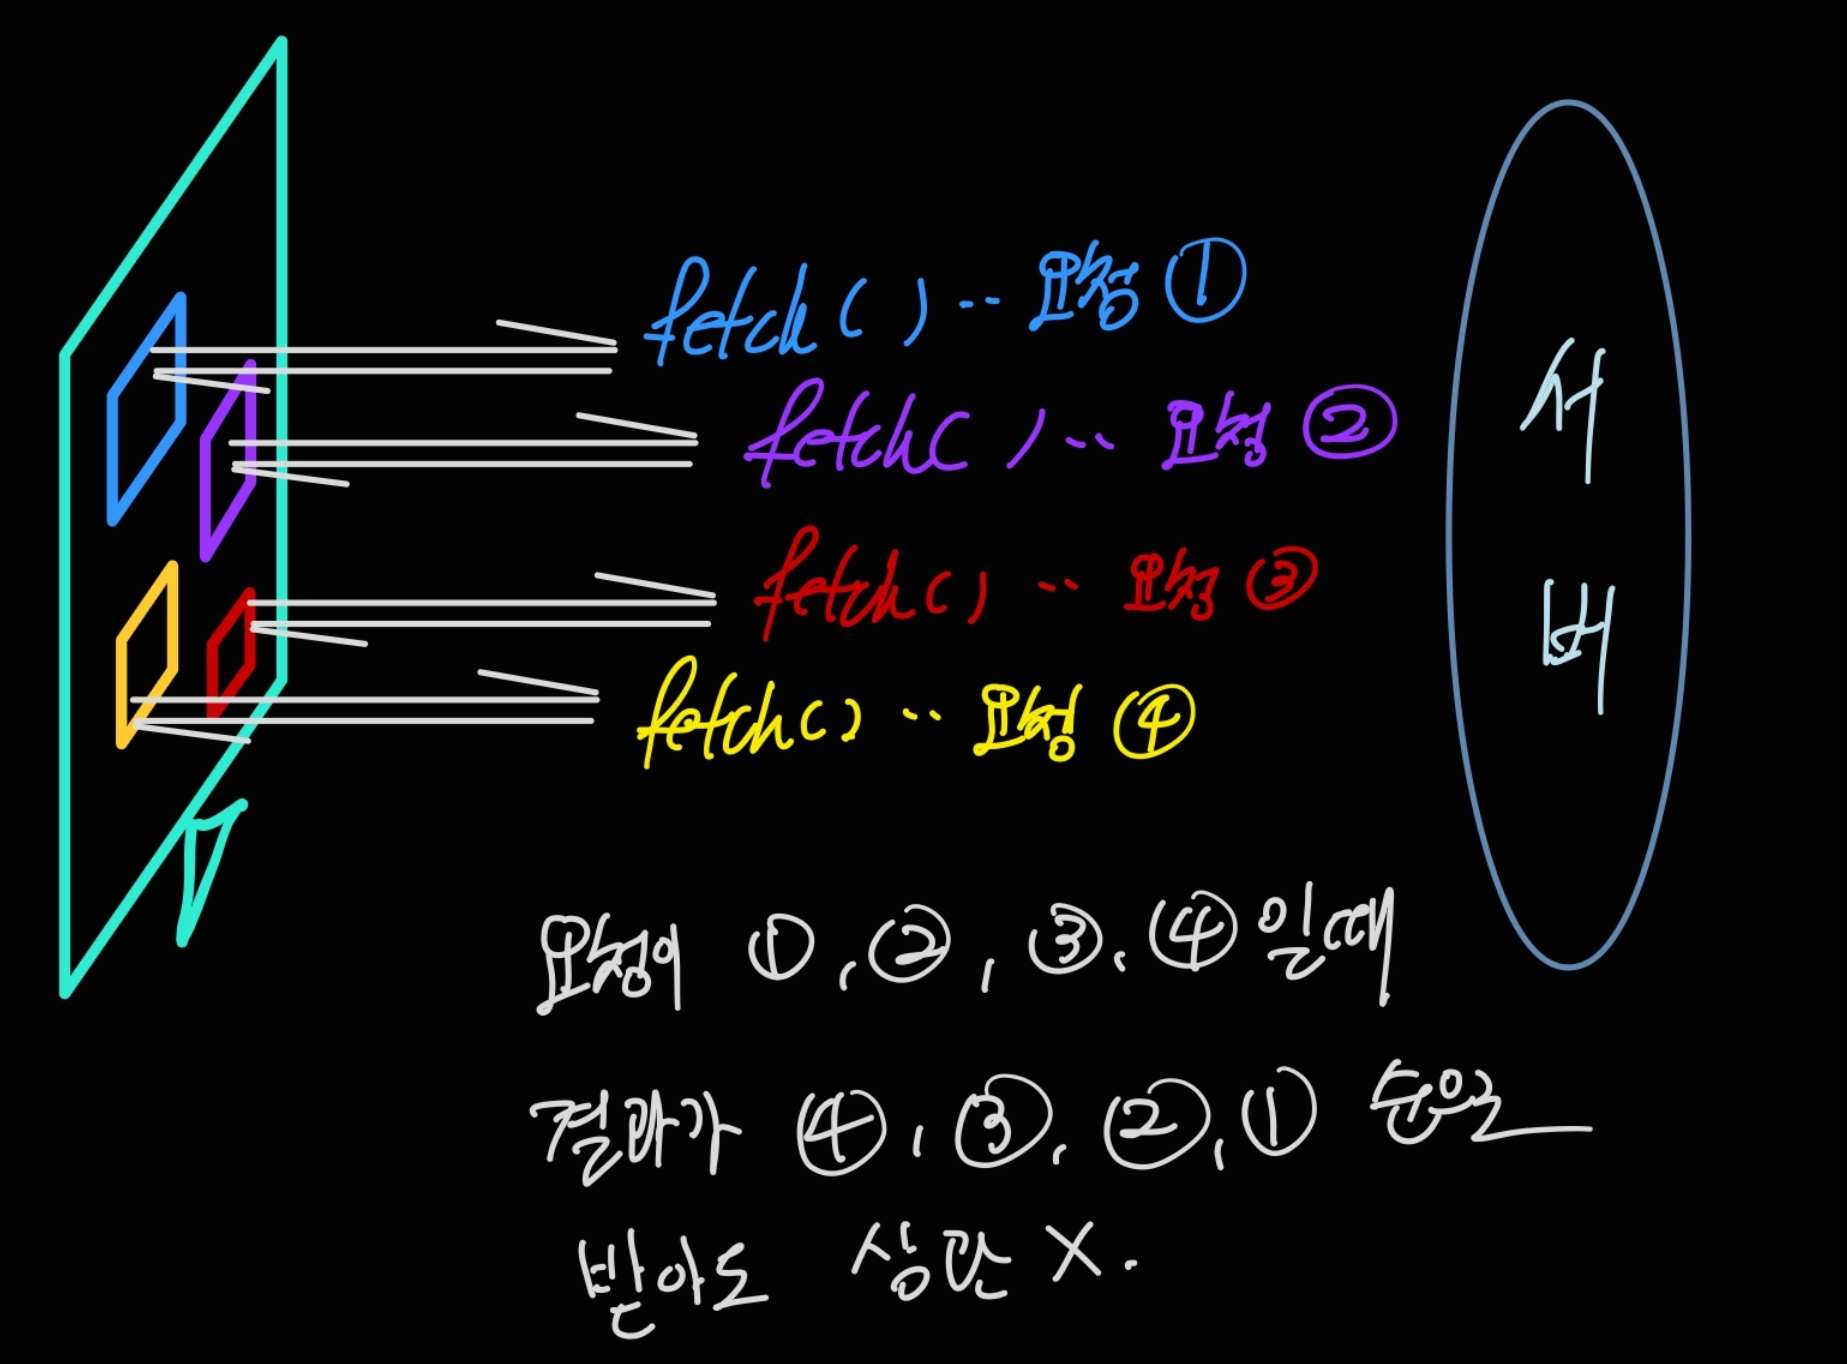 fetch( ) .. 요청 ①
fetch( ) .. 요청 ②
fetch( ) .. 요청 ③
fetch( ) .. 요청 ④
서
버
요청이 ①, ②, ③, ④ 일때
결과가 ④, ③, ②, ① 순으로
받아도 상관 X.